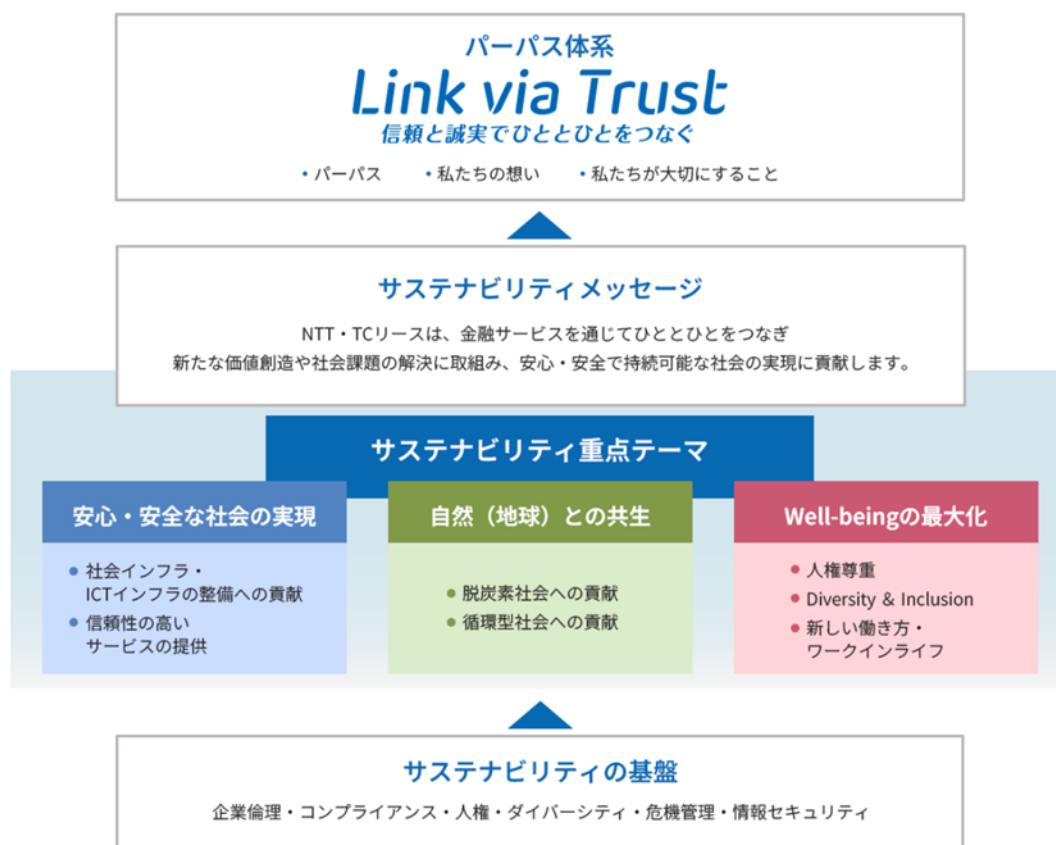 パーパス体系
Link via Trust
信頼と誠実でひととひとをつなぐ
・パーパス ・私たちの想い ・私たちが大切にすること
サステナビリティメッセージ
NTT・TCリースは、金融サービスを通じてひととひとをつなぎ
新たな価値創造や社会課題の解決に取組み、安心・安全で持続可能な社会の実現に貢献します。
サステナビリティ重点テーマ
安心・安全な社会の実現
● 社会インフラ・
ICTインフラの整備への貢献
● 信頼性の高い
サービスの提供
自然（地球）との共生
● 脱炭素社会への貢献
● 循環型社会への貢献
Well-beingの最大化
● 人権尊重
● Diversity & Inclusion
● 新しい働き方・
ワークインライフ
サステナビリティの基盤
企業倫理・コンプライアンス・人権・ダイバーシティ・危機管理・情報セキュリティ